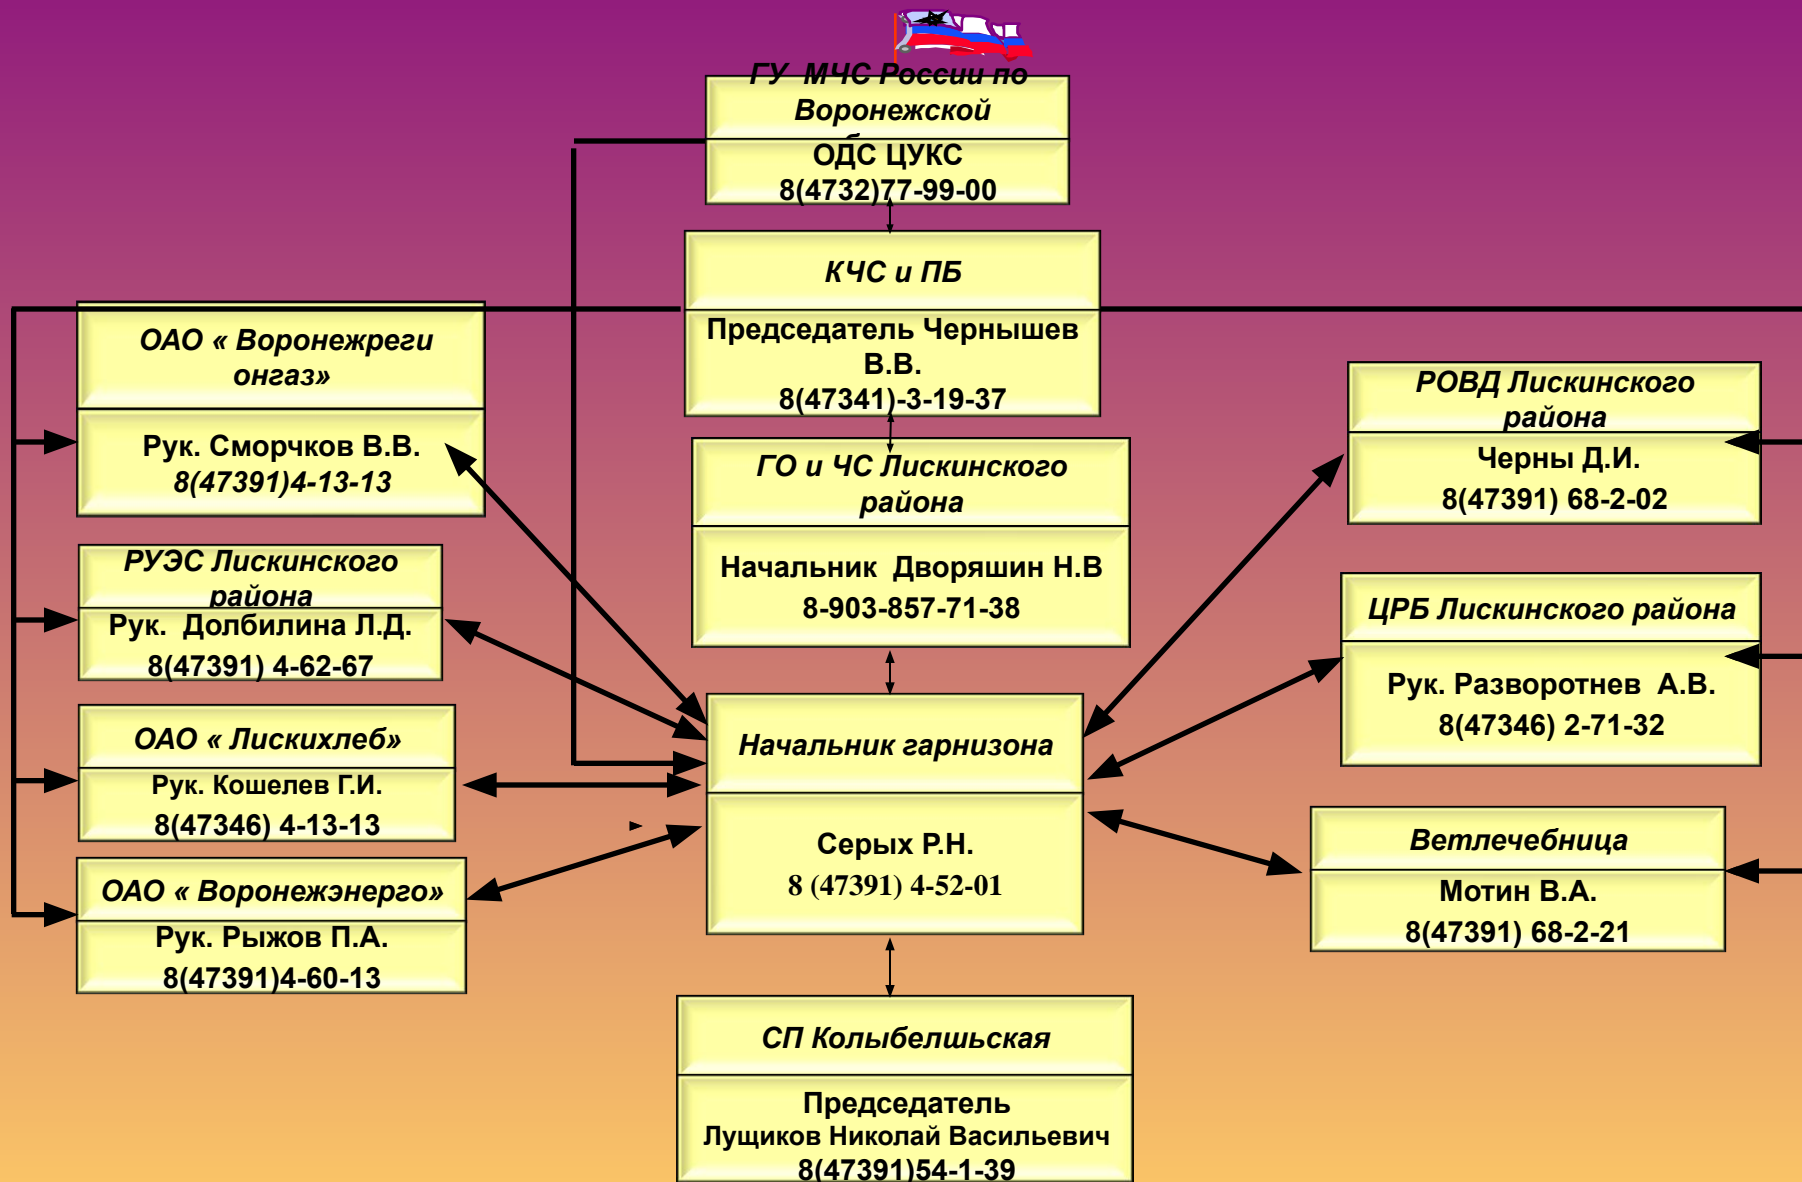 ГУ МЧС России по
Воронежской
ОДС ЦУКС
8(4732)77-99-00
КЧС и ПБ
Председатель Чернышев
В.В.
8(47341)-3-19-37
ГО и ЧС Лискинского
района
Начальник Дворяшин Н.В
8-903-857-71-38
Начальник гарнизона
Серых Р.Н.
8 (47391) 4-52-01
СП Колыбелшьская
Председатель
Лущиков Николай Васильевич
8(47391)54-1-39
ОАО « Воронежреги
онгаз»
Рук. Сморчков В.В.
8(47391)4-13-13
РУЭС Лискинского
района
Рук. Долбилина Л.Д.
8(47391) 4-62-67
ОАО « Лискихлеб»
Рук. Кошелев Г.И.
8(47346) 4-13-13
ОАО « Воронежэнерго»
Рук. Рыжов П.А.
8(47391)4-60-13
РОВД Лискинского
района
Черны Д.И.
8(47391) 68-2-02
ЦРБ Лискинского района
Рук. Разворотнев А.В.
8(47346) 2-71-32
Ветлечебница
Мотин В.А.
8(47391) 68-2-21